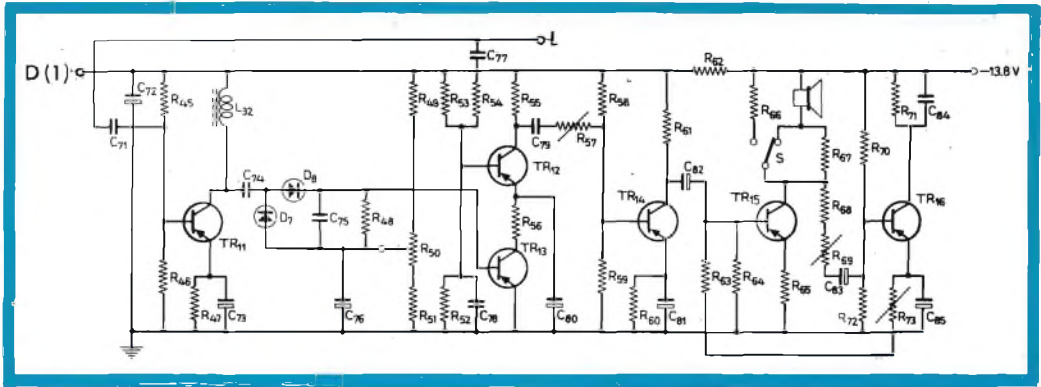 L
D(1)
C77
R62
-13.8 V
C72
R45
L32
R49
R53
R54
R55
R58
R61
R66
R71
C84
C71
C79
R57
R67
R70
S
C74
D8
TR12
C82
D7
C75
R48
R56
TR14
TR15
R68
TR16
TR11
R50
TR13
R69
R46
R47
C73
C76
R51
R52
C78
C80
R59
R60
C81
R63
R64
R65
C83
R72
R73
C85